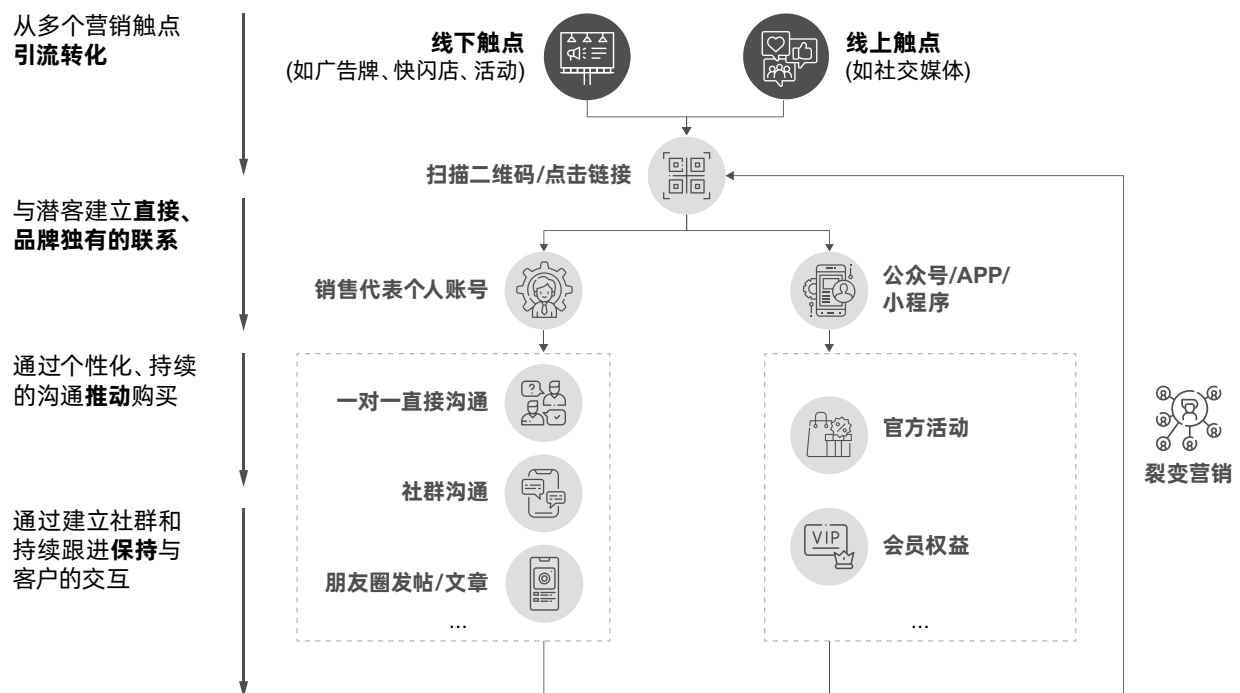 从多个营销触点
引流转化
线下触点
(如广告牌、快闪店、活动)
线上触点
(如社交媒体)
扫描二维码/点击链接
与潜客建立直接、
品牌独有的联系
销售代表个人账号
公众号/APP/
小程序
通过个性化、持续
的沟通推动购买
一对一直接沟通
社群沟通
朋友圈发帖/文章
...
官方活动
VIP
会员权益
...
裂变营销
通过建立社群和
持续跟进保持与
客户的交互